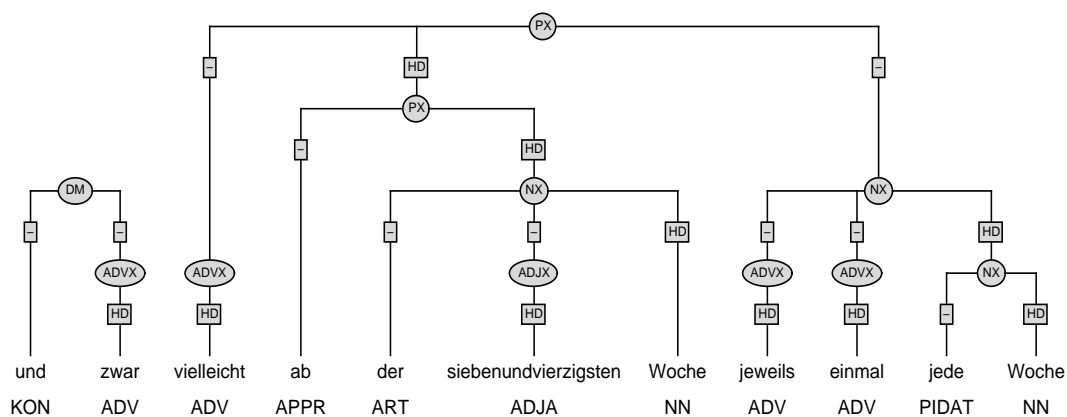 PX
– HD –
PX
– HD
DM NX NX
– – – – HD – – HD
ADVX ADVX ADJX ADVX ADVX NX
HD HD HD HD HD – HD
und zwar vielleicht ab der siebenundvierzigsten Woche jeweils einmal jede Woche
KON ADV ADV APPR ART ADJA NN ADV ADV PIDAT NN